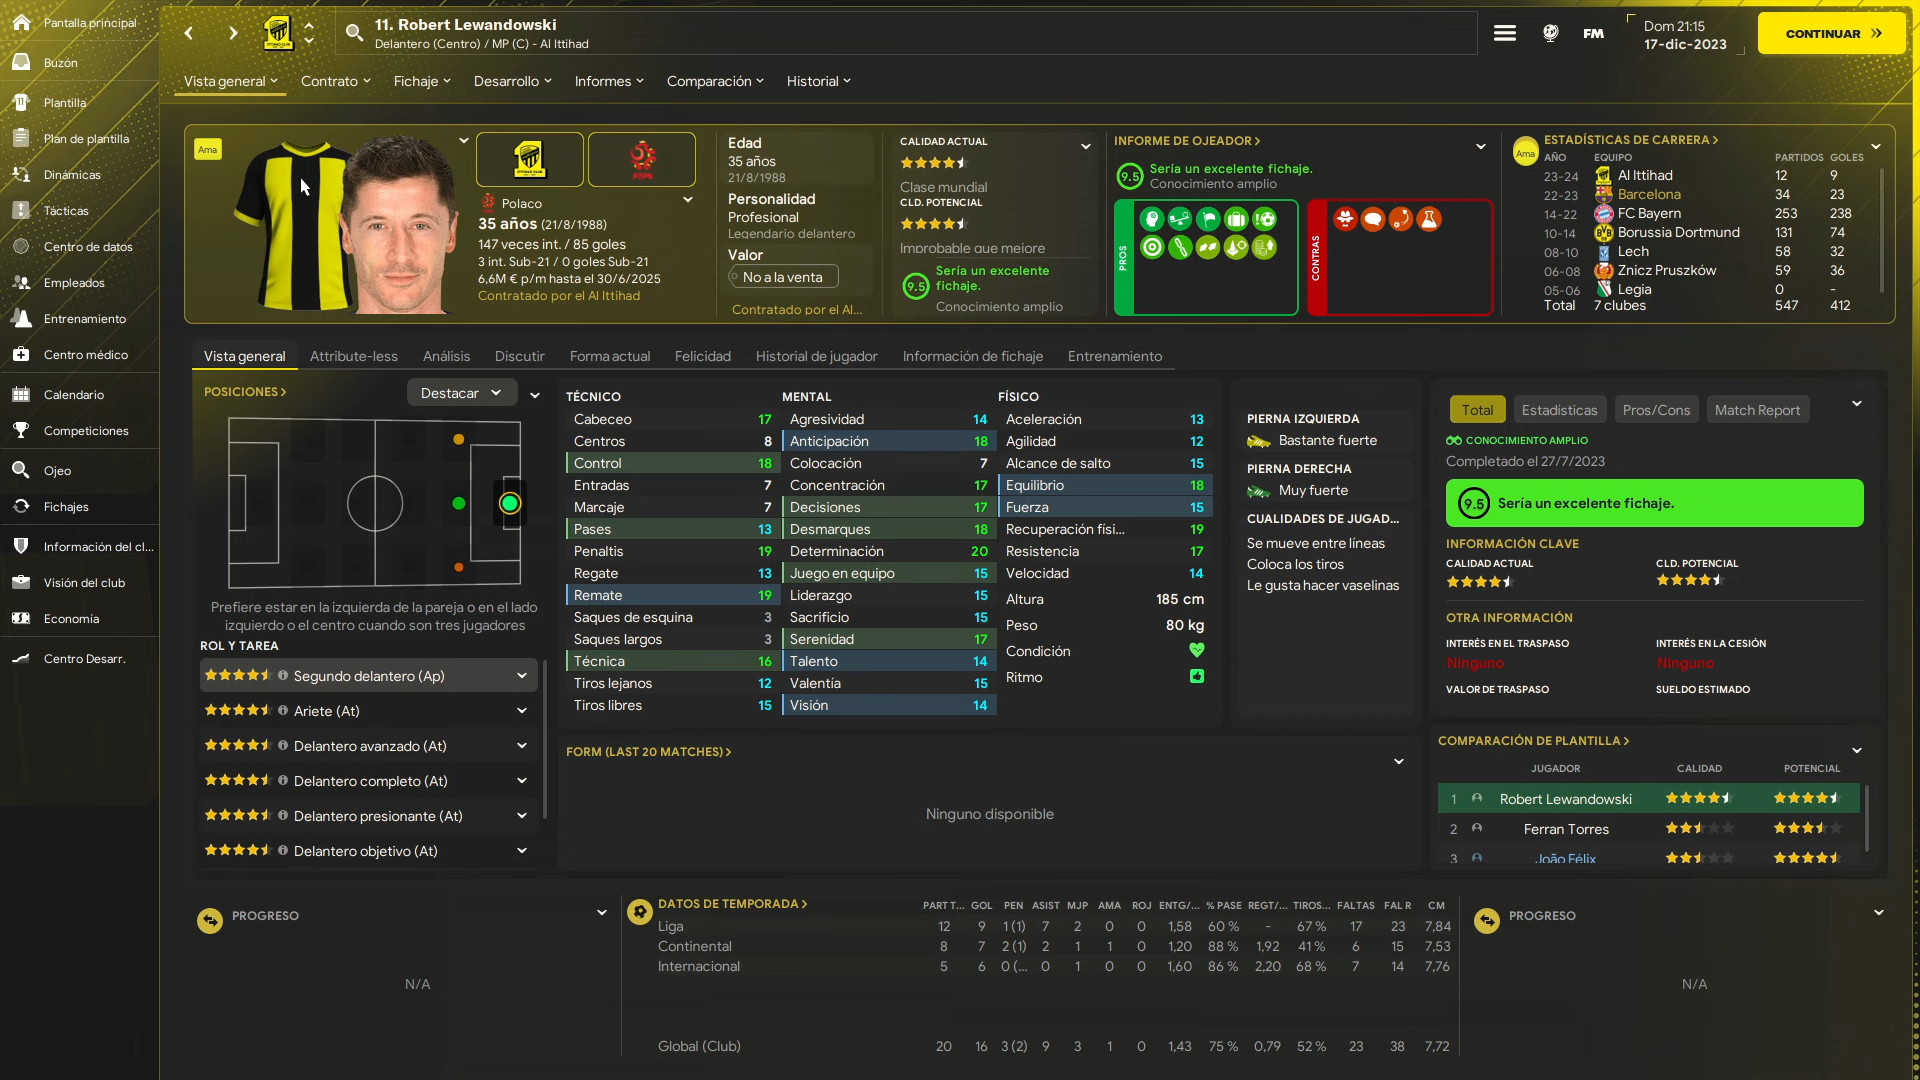 Pantalla principal
Buzón
Plantilla
Plan de plantilla
Dinámicas
Tácticas
Centro de datos
Empleados
Entrenamiento
Centro médico
Calendario
Competiciones
Ojeo
Fichajes
Información del cl...
Visión del club
Economía
Centro Desarr.
11. Robert Lewandowski
Delantero (Centro) / MP (C) - Al Ittihad
FM
Dom 21:15
17-dic-2023
CONTINUAR
Vista general
Contrato
Fichaje
Desarrollo
Informes
Comparación
Historial
Ama
Polaco
35 años (21/8/1988)
147 veces int. / 85 goles
3 int. Sub-21 / 0 goles Sub-21
6,6M € p/m hasta el 30/6/2025
Contratado por el Al Ittihad
Edad
35 años
21/8/1988
Personalidad
Profesional
Legendario delantero
Valor
No a la venta
Contratado por el Al...
CALIDAD ACTUAL
Clase mundial
CLD. POTENCIAL
Improbable que mejore
9.5
Sería un excelente fichaje.
Conocimiento amplio
INFORME DE OJEADOR
9.5
Sería un excelente fichaje.
Conocimiento amplio
PROS
CONTRAS
Ama
ESTADÍSTICAS DE CARRERA
AÑO EQUIPO PARTIDOS GOLES
23-24 Al Ittihad 12 9
22-23 Barcelona 34 23
14-22 FC Bayern 253 238
10-14 Borussia Dortmund 131 74
08-10 Lech 58 32
06-08 Znicz Pruszków 59 36
05-06 Legia 0 -
Total 7 clubes 547 412
Vista general
Attribute-less
Análisis
Discutir
Forma actual
Felicidad
Historial de jugador
Información de fichaje
Entrenamiento
POSICIONES
Destacar
Prefiere estar en la izquierda de la pareja o en el lado
izquierdo o el centro cuando son tres jugadores
ROL Y TAREA
Segundo delantero (Ap)
Ariete (At)
Delantero avanzado (At)
Delantero completo (At)
Delantero presionante (At)
Delantero objetivo (At)
TÉCNICO
Cabeceo 17
Centros 8
Control 18
Entradas 7
Marcaje 7
Pases 13
Penaltis 19
Regate 13
Remate 19
Saques de esquina 3
Saques largos 3
Técnica 16
Tiros lejanos 12
Tiros libres 15
MENTAL
Agresividad 14
Anticipación 18
Colocación 7
Concentración 17
Decisiones 17
Desmarques 18
Determinación 20
Juego en equipo 15
Liderazgo 15
Sacrificio 15
Serenidad 17
Talento 14
Valentía 15
Visión 14
FÍSICO
Aceleración 13
Agilidad 12
Alcance de salto 15
Equilibrio 18
Fuerza 15
Recuperación físi... 19
Resistencia 17
Velocidad 14
Altura 185 cm
Peso 80 kg
Condición
Ritmo
PIERNA IZQUIERDA
Bastante fuerte
PIERNA DERECHA
Muy fuerte
CUALIDADES DE JUGAD...
Se mueve entre líneas
Coloca los tiros
Le gusta hacer vaselinas
FORM (LAST 20 MATCHES)
Ninguno disponible
Total
Estadísticas
Pros/Cons
Match Report
CONOCIMIENTO AMPLIO
Completado el 27/7/2023
9.5
Sería un excelente fichaje.
INFORMACIÓN CLAVE
CALIDAD ACTUAL CLD. POTENCIAL
OTRA INFORMACIÓN
INTERÉS EN EL TRASPASO INTERÉS EN LA CESIÓN
Ninguno Ninguno
VALOR DE TRASPASO SUELDO ESTIMADO
COMPARACIÓN DE PLANTILLA
JUGADOR CALIDAD POTENCIAL
1 Robert Lewandowski
2 Ferran Torres
3 João Félix
PROGRESO
N/A
DATOS DE TEMPORADA
PART T... GOL PEN ASIST MJP AMA ROJ ENTG/... % PASE REGT/... TIROS... FALTAS FAL R CM
Liga 12 9 1 (1) 7 2 0 0 1,58 60 % - 67 % 17 23 7,84
Continental 8 7 2 (1) 2 1 1 0 1,20 88 % 1,92 41 % 6 15 7,53
Internacional 5 6 0 (... 0 1 0 0 1,60 86 % 2,20 68 % 7 14 7,76
Global (Club) 20 16 3 (2) 9 3 1 0 1,43 75 % 0,79 52 % 23 38 7,72
PROGRESO
N/A